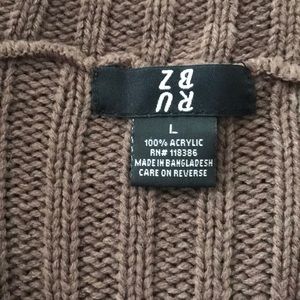 RU
BZ
L
100% ACRYLIC
RN# 118386
MADE IN BANGLADESH
CARE ON REVERSE